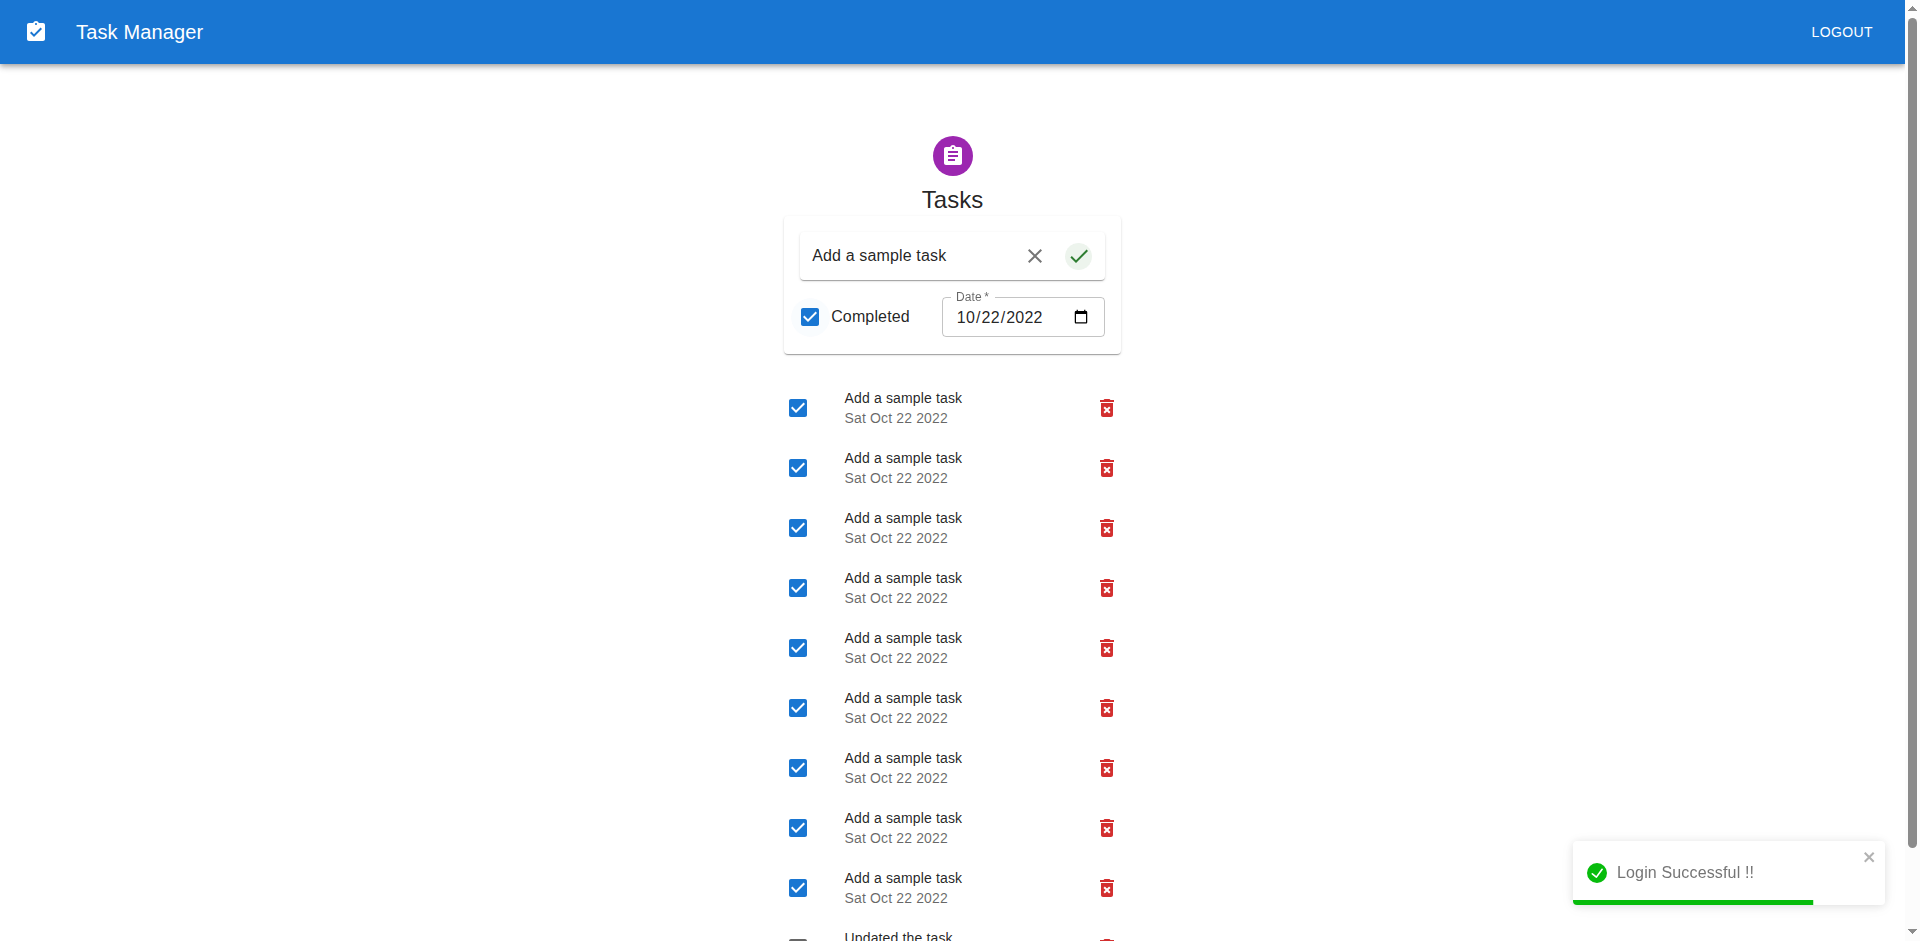 Task Manager
LOGOUT
Tasks
Add a sample task
Date *
Completed
10/22/2022
Add a sample task
Sat Oct 22 2022
Add a sample task
Sat Oct 22 2022
Add a sample task
Sat Oct 22 2022
Add a sample task
Sat Oct 22 2022
Add a sample task
Sat Oct 22 2022
Add a sample task
Sat Oct 22 2022
Add a sample task
Sat Oct 22 2022
Add a sample task
Sat Oct 22 2022
Add a sample task
Sat Oct 22 2022
Updated the task
Login Successful !!